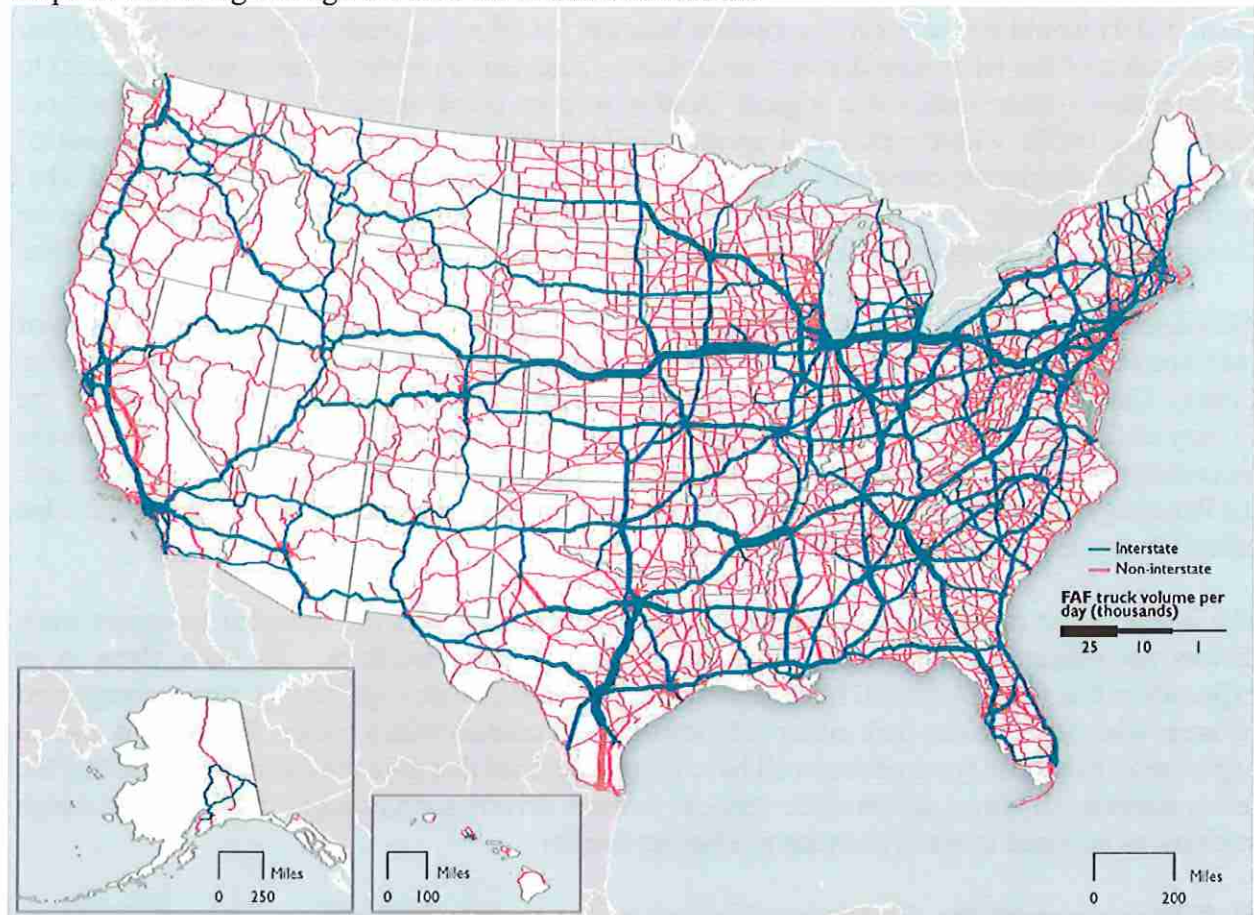 Interstate
Non-interstate
FAF truck volume per
day (thousands)
25 10 1
Miles
0 250
Miles
0 100
Miles
0 200